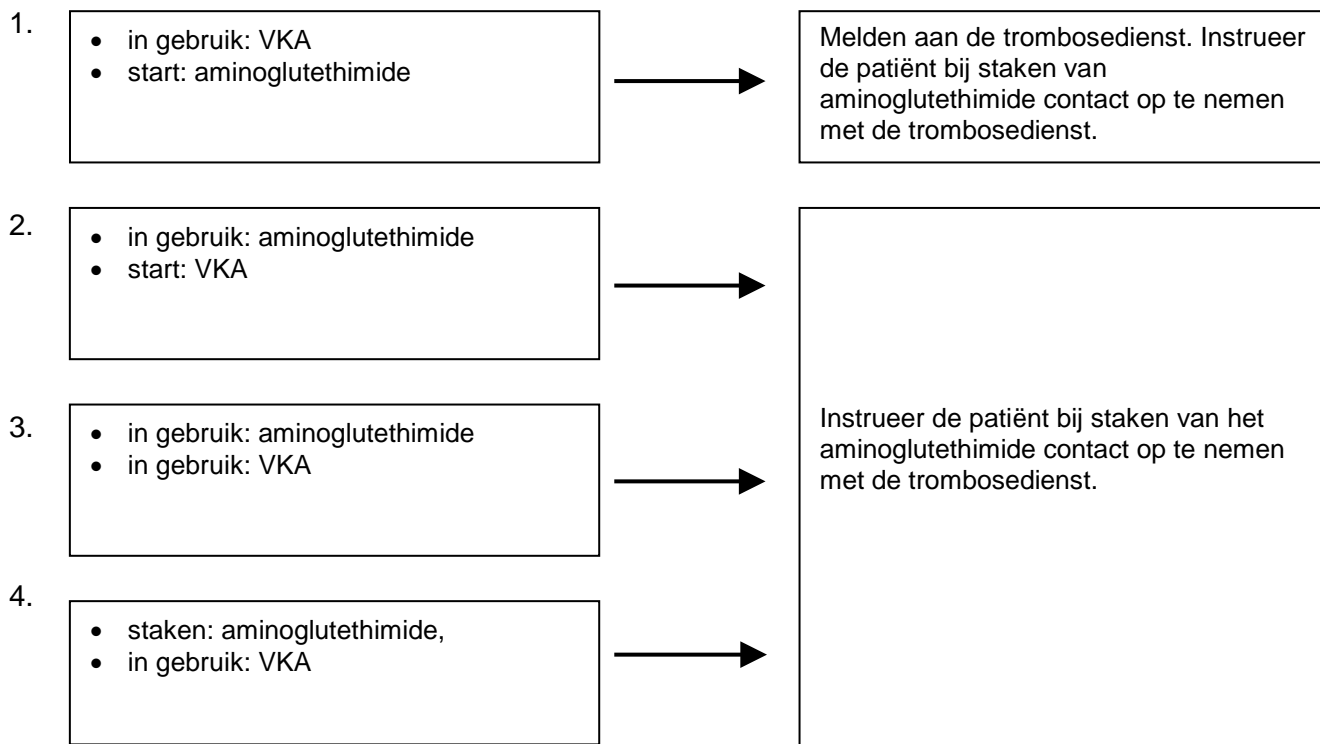 1.
• in gebruik: VKA
• start: aminoglutethimide
Melden aan de trombosedienst. Instrueer
de patiënt bij staken van
aminoglutethimide contact op te nemen
met de trombosedienst.
2.
• in gebruik: aminoglutethimide
• start: VKA
3.
• in gebruik: aminoglutethimide
• in gebruik: VKA
Instrueer de patiënt bij staken van het
aminoglutethimide contact op te nemen
met de trombosedienst.
4.
• staken: aminoglutethimide,
• in gebruik: VKA